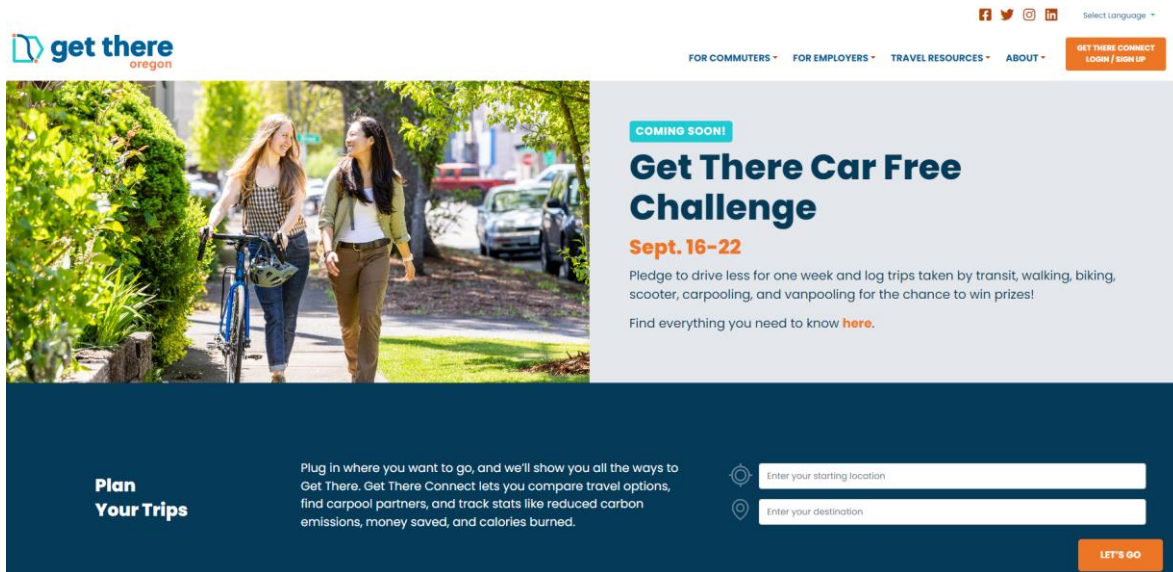 Select Language
get there
oregon
FOR COMMUTERS
FOR EMPLOYERS
TRAVEL RESOURCES
ABOUT
GET THERE CONNECT
LOGIN / SIGN UP
COMING SOON!
Get There Car Free
Challenge
Sept. 16-22
Pledge to drive less for one week and log trips taken by transit, walking, biking,
scooter, carpooling, and vanpooling for the chance to win prizes!
Find everything you need to know here.
Plan
Your Trips
Plug in where you want to go, and we'll show you all the ways to
Get There. Get There Connect lets you compare travel options,
find carpool partners, and track stats like reduced carbon
emissions, money saved, and calories burned.
Enter your starting location
Enter your destination
LET'S GO